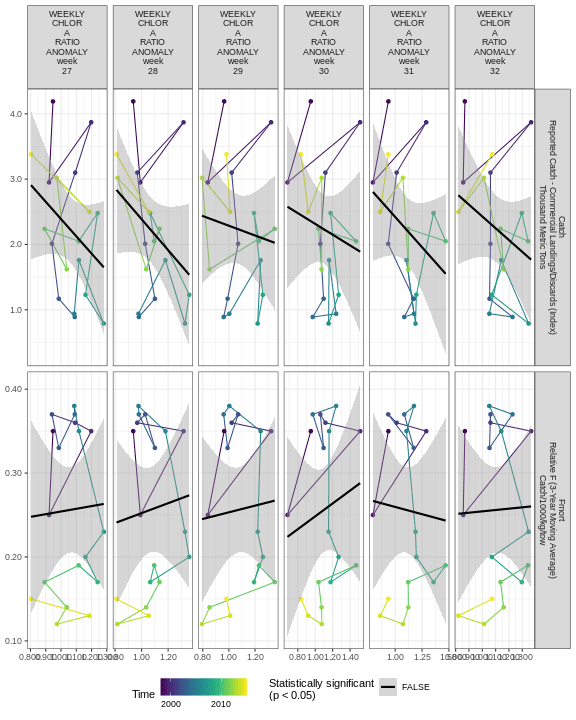 WEEKLY
CHLOR
A
RATIO
ANOMALY
week
27
WEEKLY
CHLOR
A
RATIO
ANOMALY
week
28
WEEKLY
CHLOR
A
RATIO
ANOMALY
week
29
WEEKLY
CHLOR
A
RATIO
ANOMALY
week
30
WEEKLY
CHLOR
A
RATIO
ANOMALY
week
31
WEEKLY
CHLOR
A
RATIO
ANOMALY
week
32
4.0
3.0
2.0
1.0
Catch
Reported Catch - Commercial Landings/Discards (Index)
Thousand Metric Tons
0.40
0.30
0.20
0.10
Fmort
Relative F (3-Year Moving Average)
Catch/1000/kg/tow
1.00 1.20
0.80 1.00 1.20
0.80 1.00 1.20 1.40
1.00 1.25
Time
2000 2010
Statistically significant
(p < 0.05)
FALSE